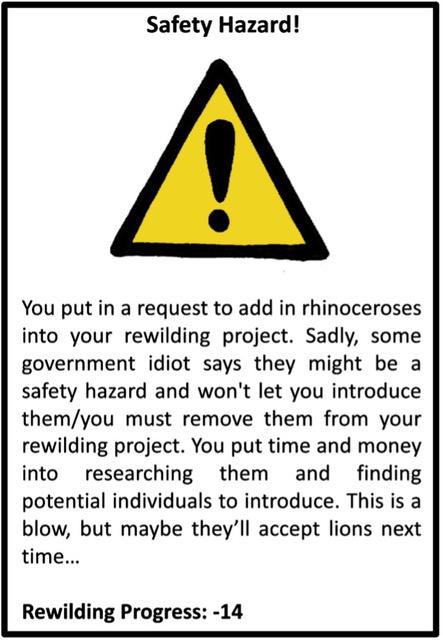 Safety Hazard!
You put in a request to add in rhinoceroses
into your rewilding project. Sadly, some
government idiot says they might be a
safety hazard and won't let you introduce
them/you must remove them from your
rewilding project. You put time and money
into researching them and finding
potential individuals to introduce. This is a
blow, but maybe they’ll accept lions next
time…
Rewilding Progress: -14